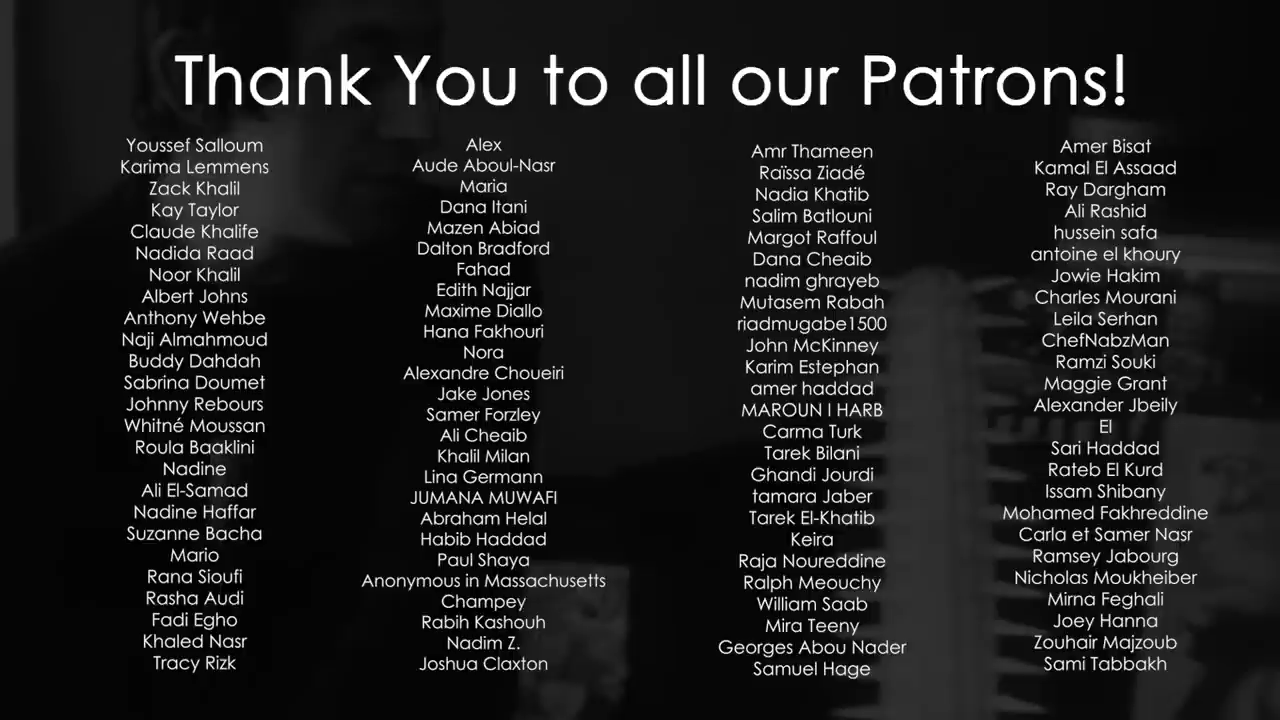 Thank You to all our Patrons!
Youssef Salloum
Karima Lemmens
Zack Khalil
Kay Taylor
Claude Khalife
Nadida Raad
Noor Khalil
Albert Johns
Anthony Wehbe
Naji Almahmoud
Buddy Dahdah
Sabrina Doumet
Johnny Rebours
Whitné Moussan
Roula Baaklini
Nadine
Ali El-Samad
Nadine Haffar
Suzanne Bacha
Mario
Rana Sioufi
Rasha Audi
Fadi Egho
Khaled Nasr
Tracy Rizk
Alex
Aude Aboul-Nasr
Maria
Dana Itani
Mazen Abiad
Dalton Bradford
Fahad
Edith Najjar
Maxime Diallo
Hana Fakhouri
Nora
Alexandre Choueiri
Jake Jones
Samer Forzley
Ali Cheaib
Khalil Milan
Lina Germann
JUMANA MUWAFI
Abraham Helal
Habib Haddad
Paul Shaya
Anonymous in Massachusetts
Champey
Rabih Kashouh
Nadim Z.
Joshua Claxton
Amr Thameen
Raïssa Ziadé
Nadia Khatib
Salim Batlouni
Margot Raffoul
Dana Cheaib
nadim ghrayeb
Mutasem Rabah
riadmugabe1500
John McKinney
Karim Estephan
amer haddad
MAROUN I HARB
Carma Turk
Tarek Bilani
Ghandi Jourdi
tamara Jaber
Tarek El-Khatib
Keira
Raja Noureddine
Ralph Meouchy
William Saab
Mira Teeny
Georges Abou Nader
Samuel Hage
Amer Bisat
Kamal El Assaad
Ray Dargham
Ali Rashid
hussein safa
antoine el khoury
Jowie Hakim
Charles Mourani
Leila Serhan
ChefNabzMan
Ramzi Souki
Maggie Grant
Alexander Jbeily
El
Sari Haddad
Rateb El Kurd
Issam Shibany
Mohamed Fakhreddine
Carla et Samer Nasr
Ramsey Jabourg
Nicholas Moukheiber
Mirna Feghali
Joey Hanna
Zouhair Majzoub
Sami Tabbakh